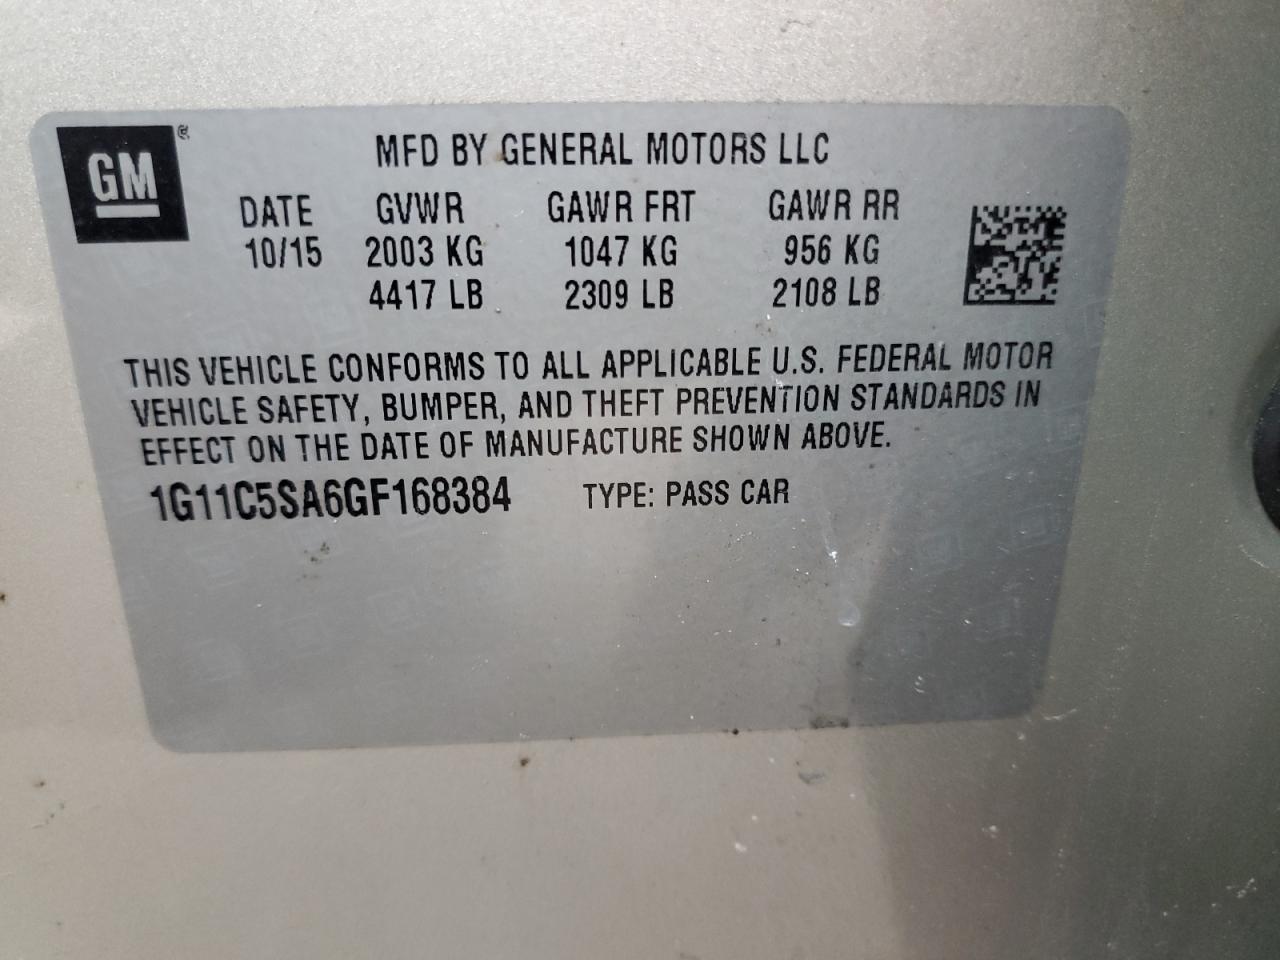 GM ®
MFD BY GENERAL MOTORS LLC
DATE GVWR GAWR FRT GAWR RR
10/15 2003 KG 1047 KG 956 KG
4417 LB 2309 LB 2108 LB
THIS VEHICLE CONFORMS TO ALL APPLICABLE U.S. FEDERAL MOTOR
VEHICLE SAFETY, BUMPER, AND THEFT PREVENTION STANDARDS IN
EFFECT ON THE DATE OF MANUFACTURE SHOWN ABOVE.
1G11C5SA6GF168384 TYPE: PASS CAR